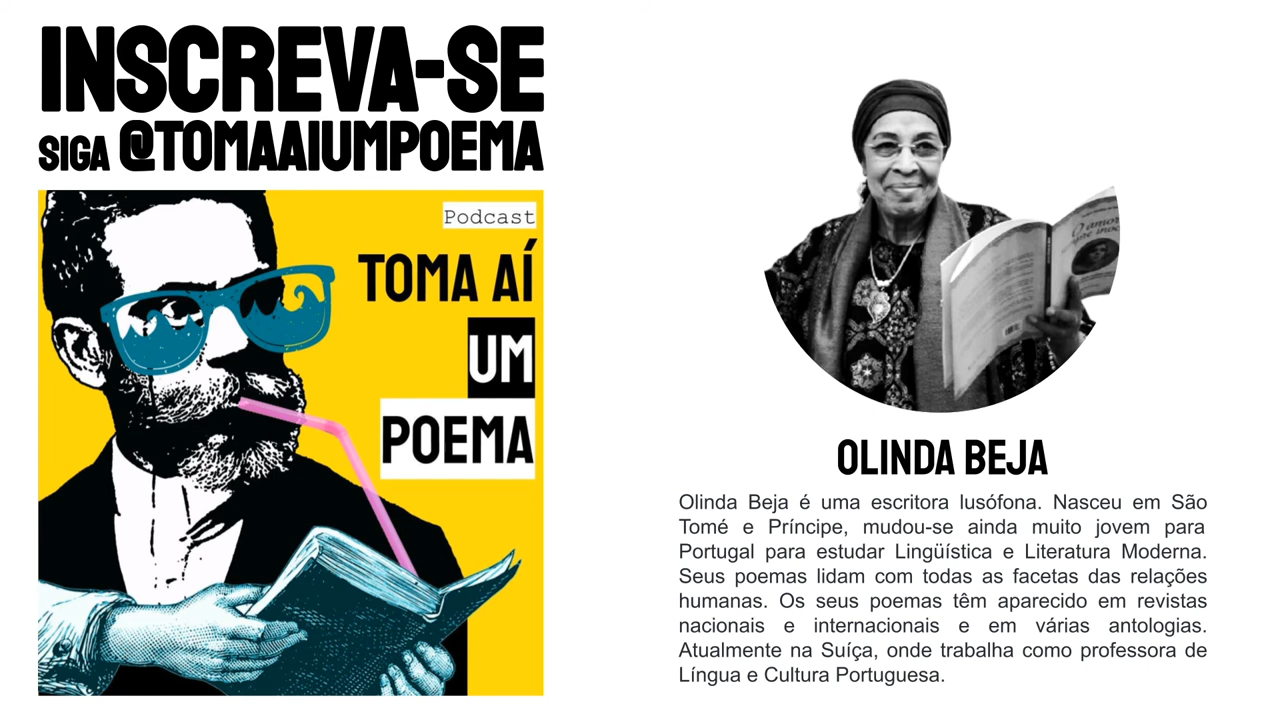 INSCREVA-SE
SIGA @TOMAAIUMPOEMA
Podcast
TOMA AÍ
UM
POEMA
O amor
OLINDA BEJA
Olinda Beja é uma escritora lusófona. Nasceu em São
Tomé e Príncipe, mudou-se ainda muito jovem para
Portugal para estudar Lingüística e Literatura Moderna.
Seus poemas lidam com todas as facetas das relações
humanas. Os seus poemas têm aparecido em revistas
nacionais e internacionais e em várias antologias.
Atualmente na Suíça, onde trabalha como professora de
Língua e Cultura Portuguesa.